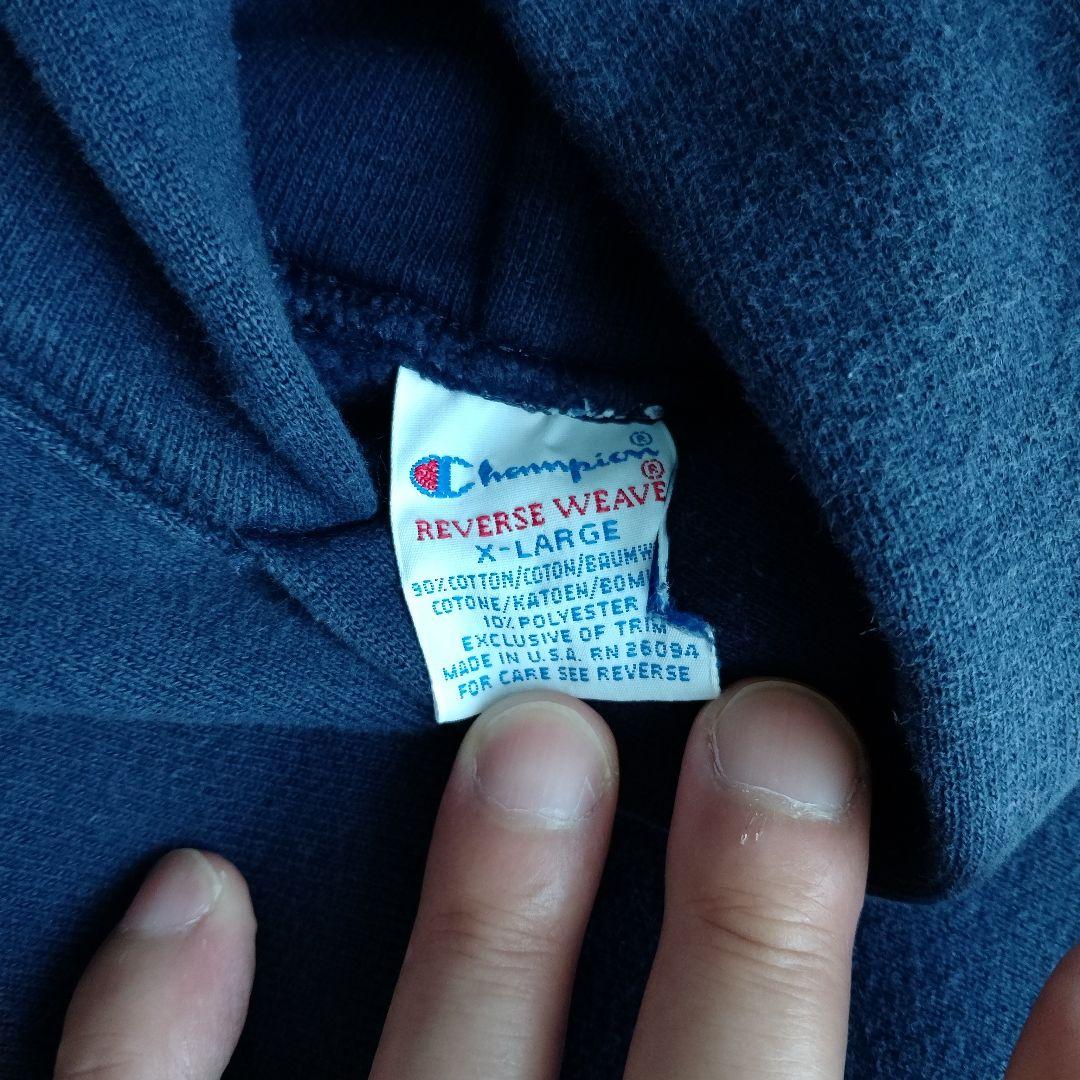 Champion®
REVERSE WEAVE®
X-LARGE
90% COTTON/COTON/BAUMW
COTONE/KATOEN/BOM
10% POLYESTER
EXCLUSIVE OF TRIM
MADE IN U.S.A. RN 26094
FOR CARE SEE REVERSE